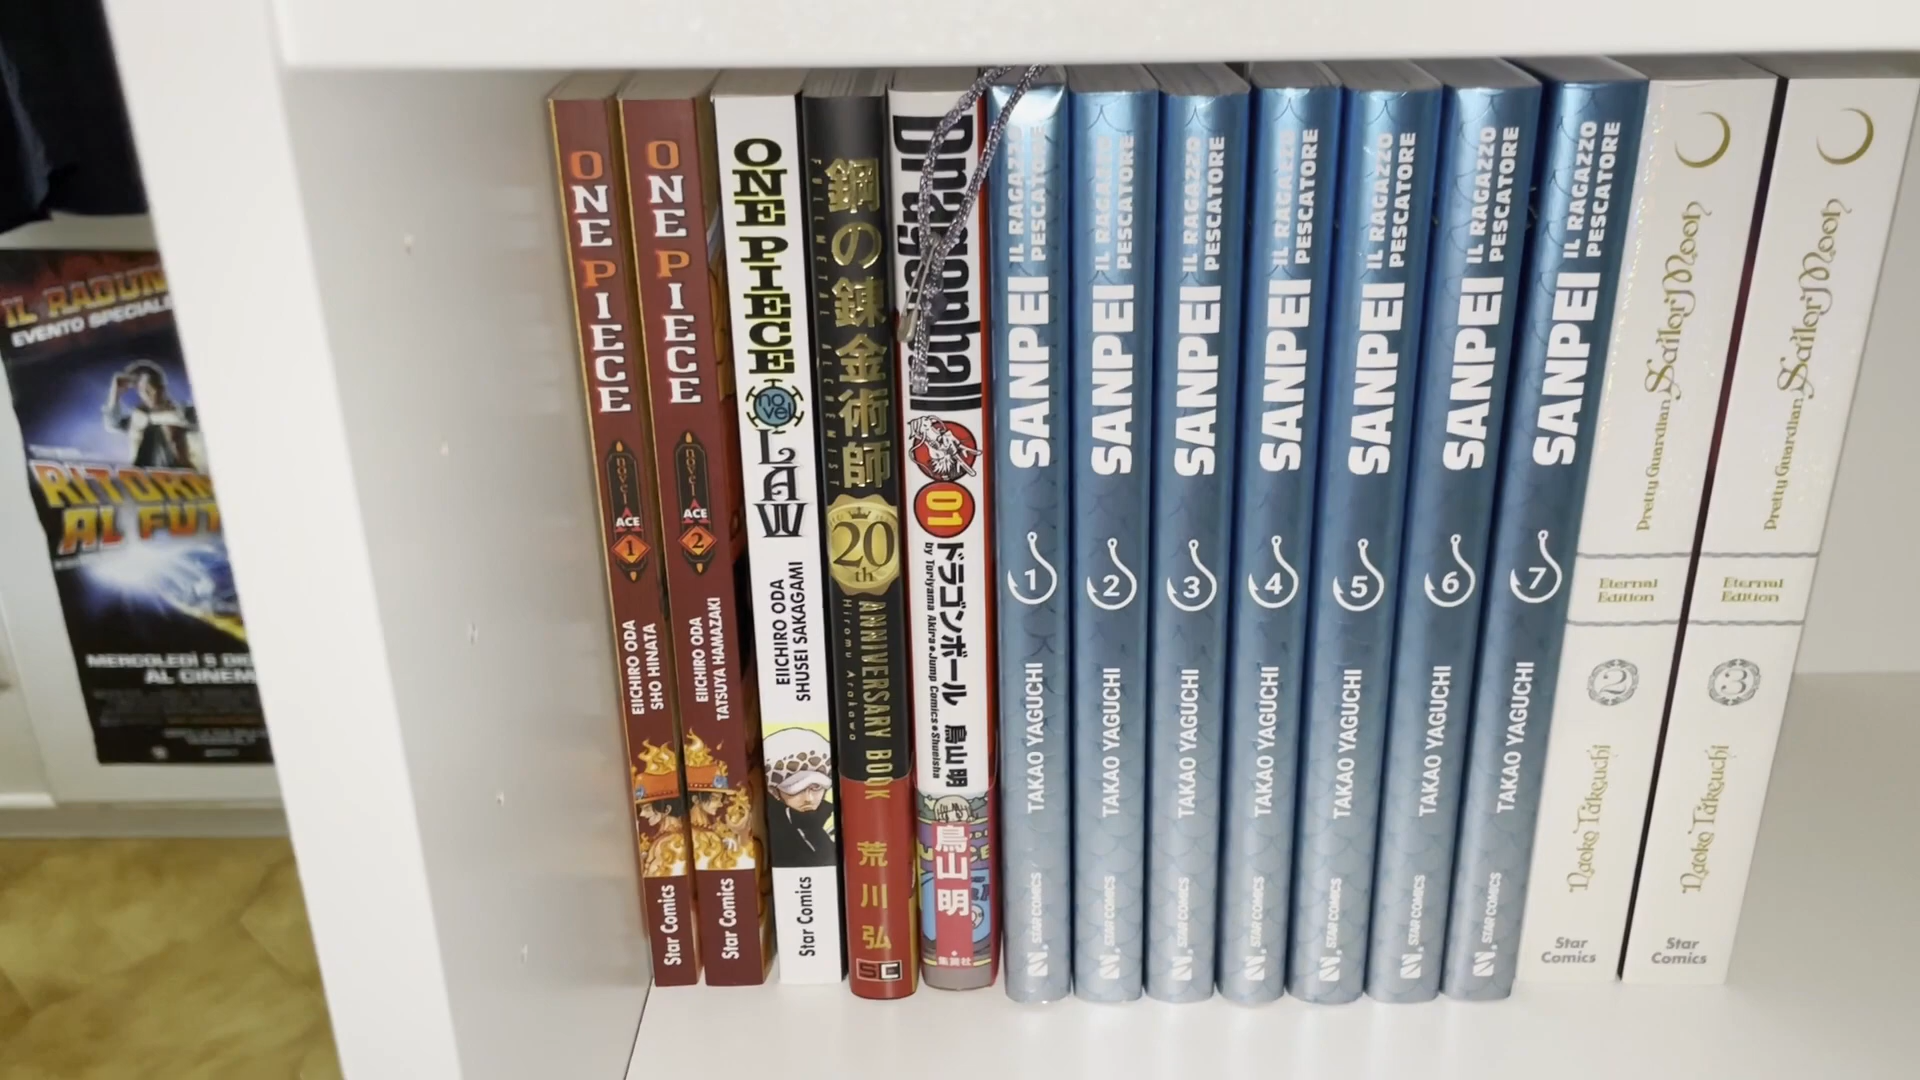 IL RADUN
EVENTO SPECIALE
RITORN
AL FUT
MERCOLEDÌ 5 DI
AL CINEM
ONE PIECE
novel
ACE
1
EIICHIRO ODA
SHO HINATA
Star Comics
ONE PIECE
novel
ACE
2
EIICHIRO ODA
TATSUYA HAMAZAKI
Star Comics
ONE PIECE
novel
LAW
EIICHIRO ODA
SHUSEI SAKAGAMI
Star Comics
鋼の錬金術師
FULLMETAL ALCHEMIST
20th
ANNIVERSARY BOOK
Hiromu Arakawa
荒川弘
SC
Dragonball
01
ドラゴンボール 鳥山明
by Toriyama Akira●Jump Comics●Shueisha
鳥山明
集英社
SANPEI IL RAGAZZO
PESCATORE
1
TAKAO YAGUCHI
STAR COMICS
SANPEI IL RAGAZZO
PESCATORE
2
TAKAO YAGUCHI
STAR COMICS
SANPEI IL RAGAZZO
PESCATORE
3
TAKAO YAGUCHI
STAR COMICS
SANPEI IL RAGAZZO
PESCATORE
4
TAKAO YAGUCHI
STAR COMICS
SANPEI IL RAGAZZO
PESCATORE
5
TAKAO YAGUCHI
STAR COMICS
SANPEI IL RAGAZZO
PESCATORE
6
TAKAO YAGUCHI
STAR COMICS
SANPEI IL RAGAZZO
PESCATORE
7
TAKAO YAGUCHI
STAR COMICS
Pretty Guardian Sailor Moon
Eternal
Edition
2
Naoko Takeuchi
Star
Comics
Pretty Guardian Sailor Moon
Eternal
Edition
3
Naoko Takeuchi
Star
Comics